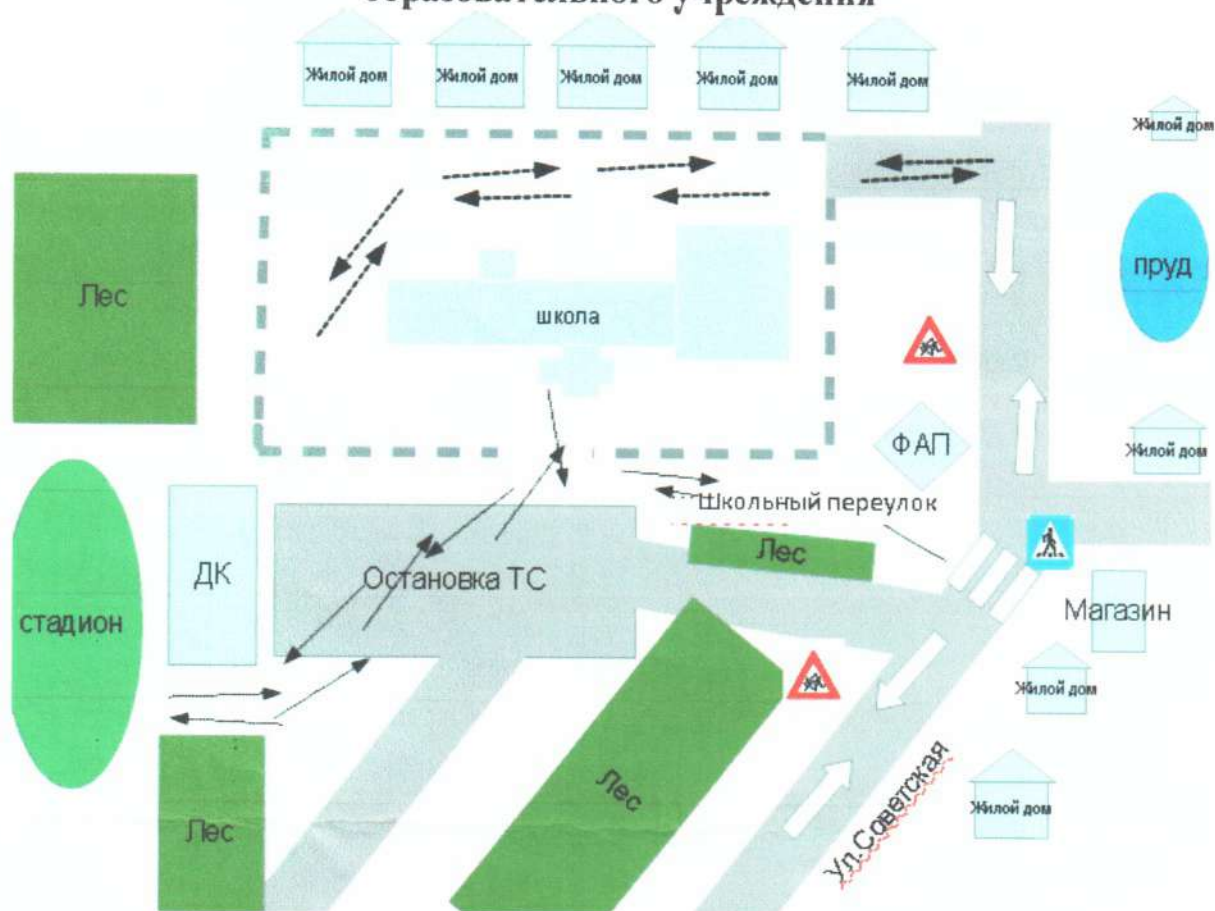 образовательного учреждения
Жилой дом
Жилой дом
Жилой дом
Жилой дом
Жилой дом
Жилой дом
Лес
школа
пруд
ФАП
Жилой дом
Школьный переулок
Лес
ДК
Остановка ТС
стадион
Магазин
Жилой дом
Лес
Ул.Советская
Жилой дом
Лес